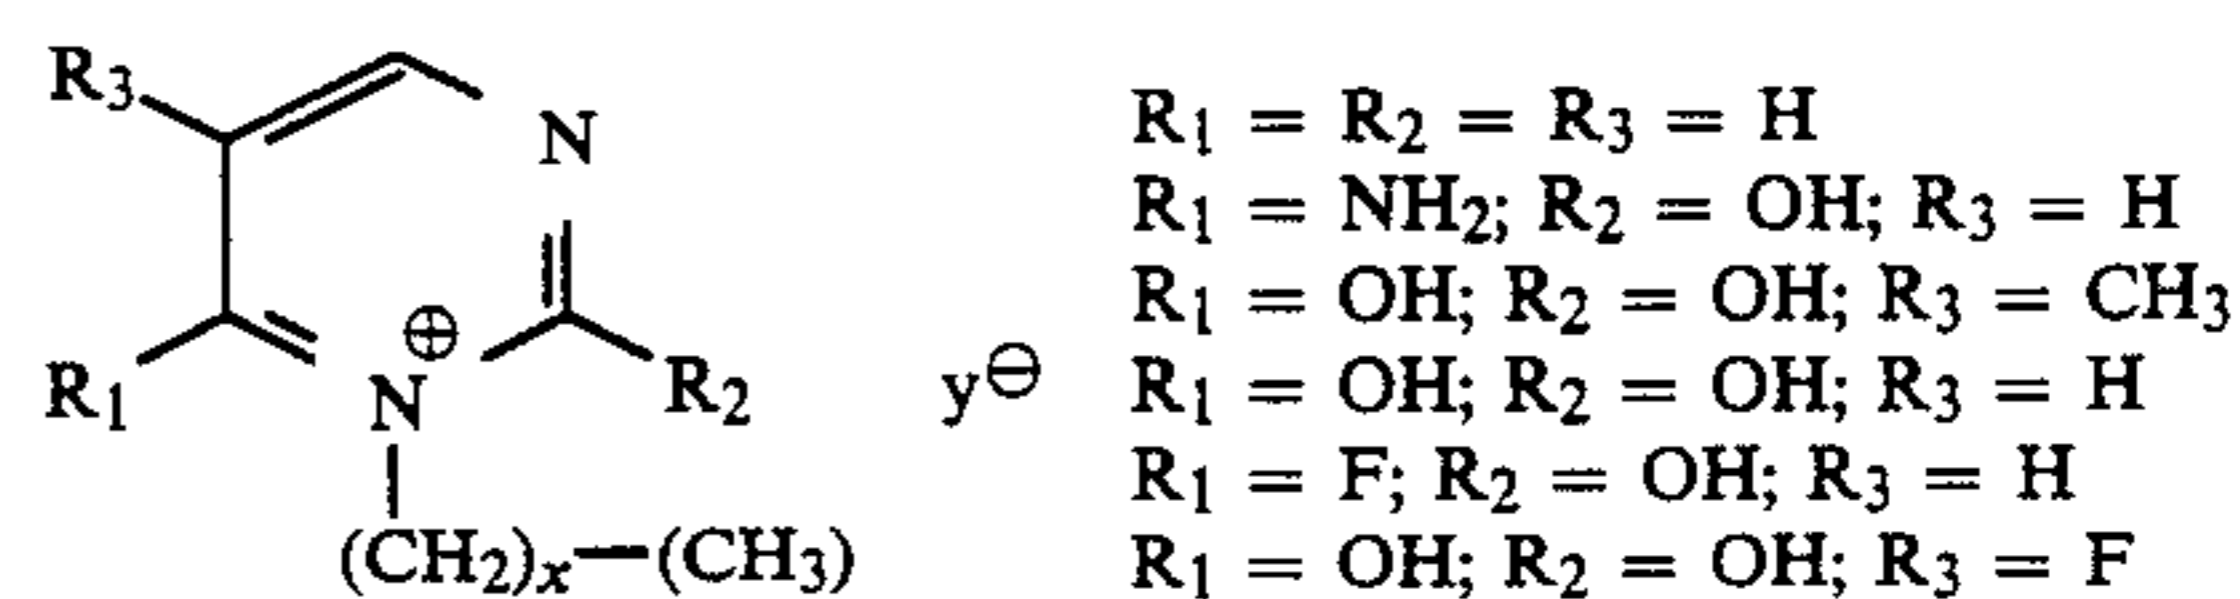 R₃
N
R₁
N⊕
R₂
y⊖
(CH₂)ₓ—(CH₃)
R₁ = R₂ = R₃ = H
R₁ = NH₂; R₂ = OH; R₃ = H
R₁ = OH; R₂ = OH; R₃ = CH₃
R₁ = OH; R₂ = OH; R₃ = H
R₁ = F; R₂ = OH; R₃ = H
R₁ = OH; R₂ = OH; R₃ = F